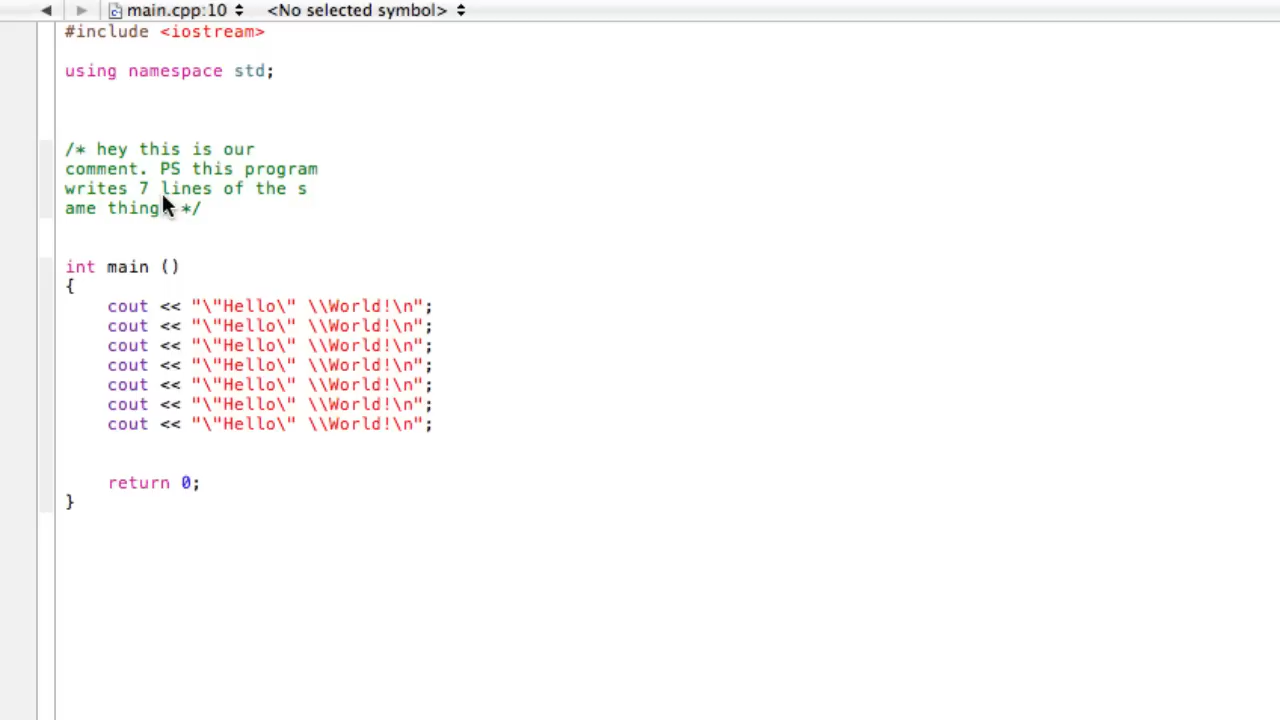 main.cpp:10 <No selected symbol>
#include <iostream>
using namespace std;
/* hey this is our
comment. PS this program
writes 7 lines of the s
ame thing */
int main ()
{
cout << "\"Hello\" \\World!\n";
cout << "\"Hello\" \\World!\n";
cout << "\"Hello\" \\World!\n";
cout << "\"Hello\" \\World!\n";
cout << "\"Hello\" \\World!\n";
cout << "\"Hello\" \\World!\n";
cout << "\"Hello\" \\World!\n";
return 0;
}